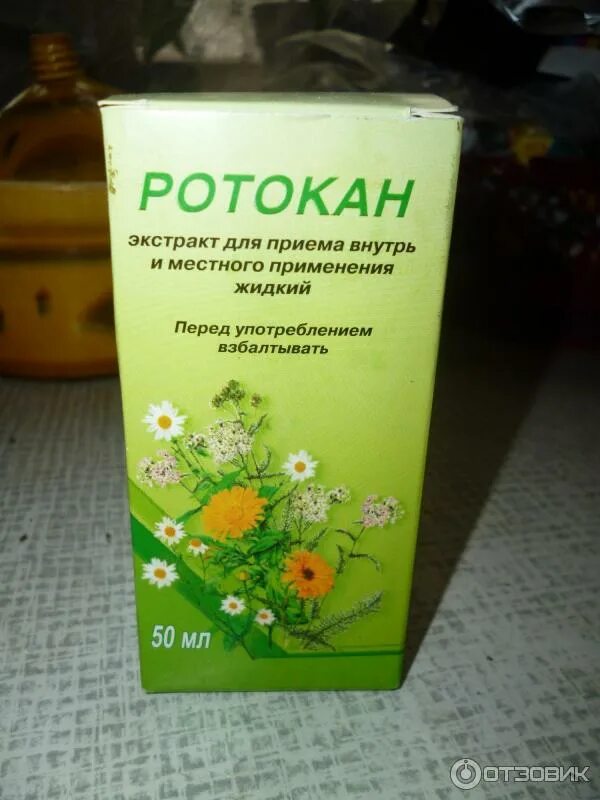 РОТОКАН
экстракт для приема внутрь
и местного применения
жидкий
Перед употреблением
взбалтывать
50 мл
ОТЗОВИК